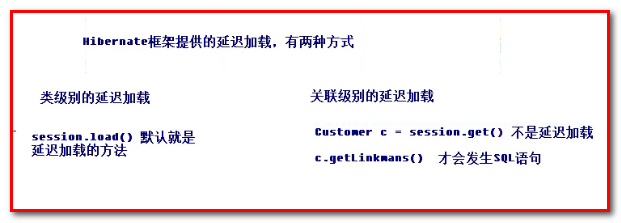 Hibernate框架提供的延迟加载，有两种方式
类级别的延迟加载
session.load() 默认就是
延迟加载的方法
关联级别的延迟加载
Customer c = session.get() 不是延迟加载
c.getLinkmans() 才会发生SQL语句